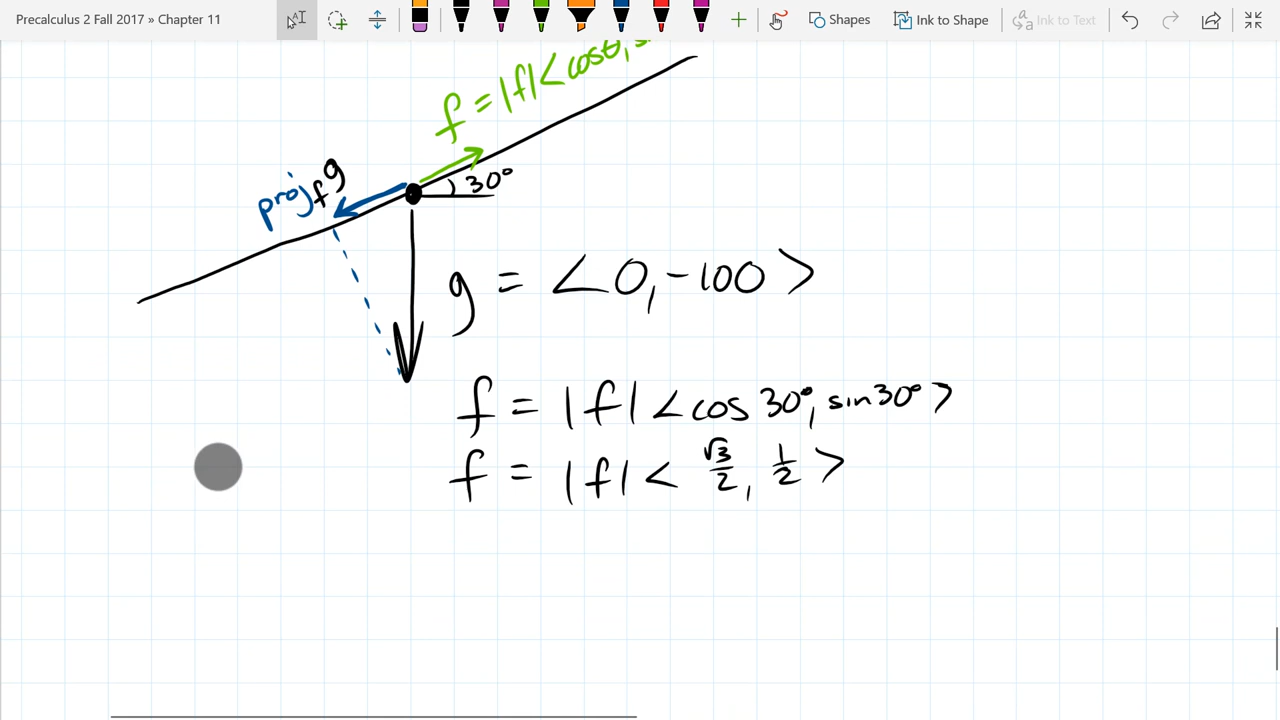 Precalculus 2 Fall 2017 » Chapter 11
Shapes
Ink to Shape
Ink to Text
f = |f| < cosθ,
30°
proj_f g
g = < 0, -100 >
f = |f| < cos 30°, sin 30° >
f = |f| < √3/2, 1/2 >